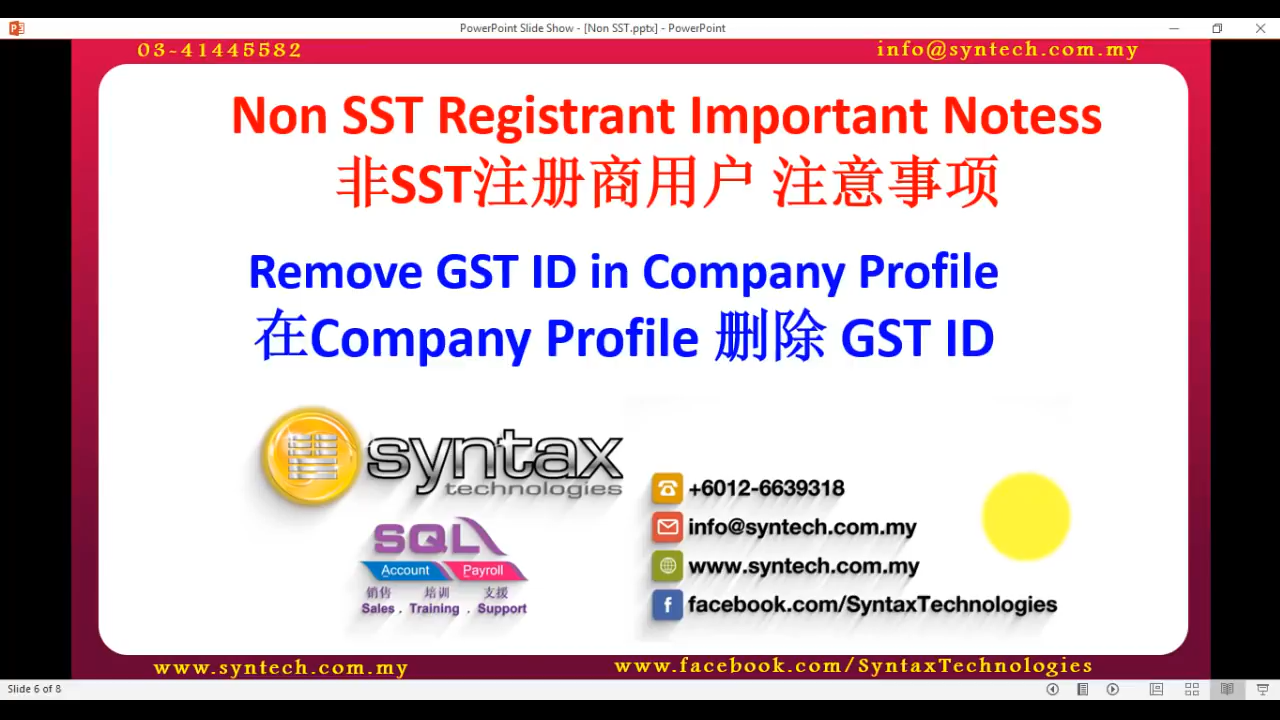 PowerPoint Slide Show - [Non SST.pptx] - PowerPoint
03-41445582
info@syntech.com.my
Non SST Registrant Important Notess
非SST注册商用户 注意事项
Remove GST ID in Company Profile
在Company Profile 删除 GST ID
syntax
technologies
SQL
Account Payroll
销售 培训 支援
Sales . Training . Support
+6012-6639318
info@syntech.com.my
www.syntech.com.my
facebook.com/SyntaxTechnologies
www.syntech.com.my
www.facebook.com/SyntaxTechnologies
Slide 6 of 8